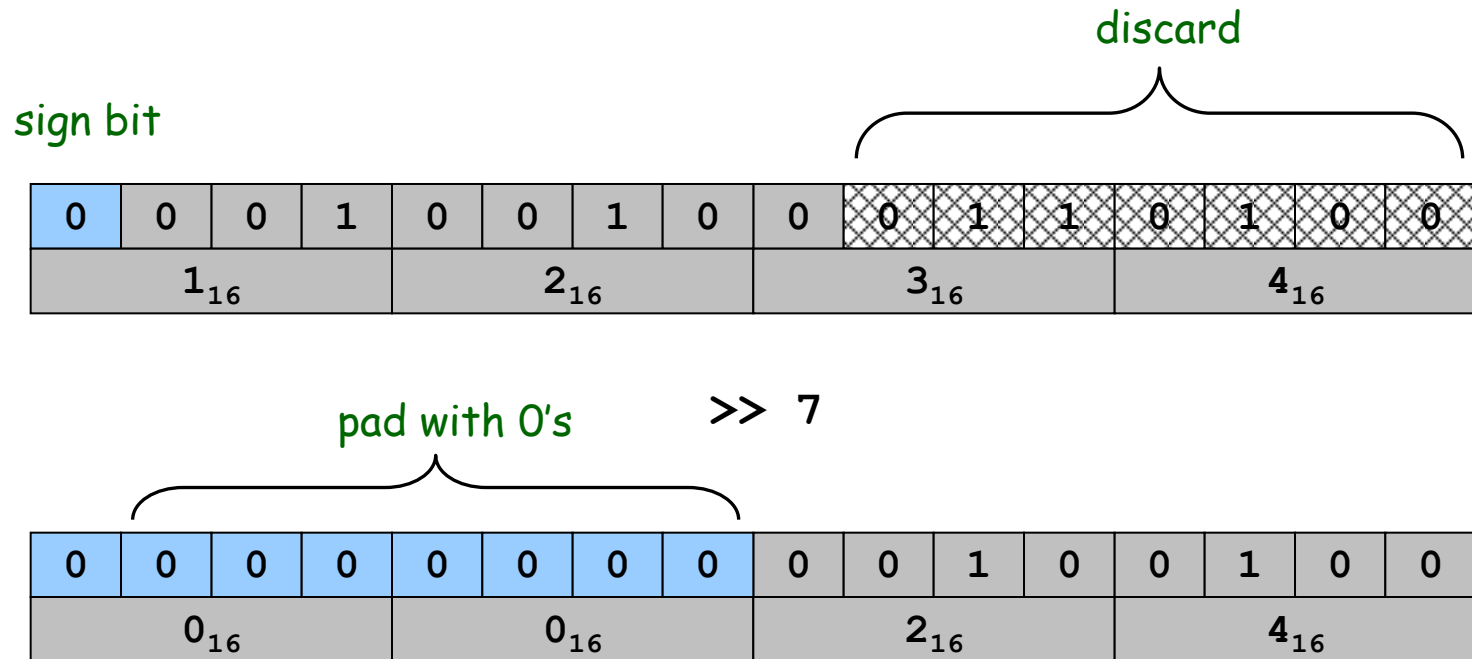 discard
sign bit
0 0 0 1 0 0 1 0 0 0 1 1 0 1 0 0
1₁₆ 2₁₆ 3₁₆ 4₁₆
>> 7
pad with 0's
0 0 0 0 0 0 0 0 0 0 1 0 0 1 0 0
0₁₆ 0₁₆ 2₁₆ 4₁₆